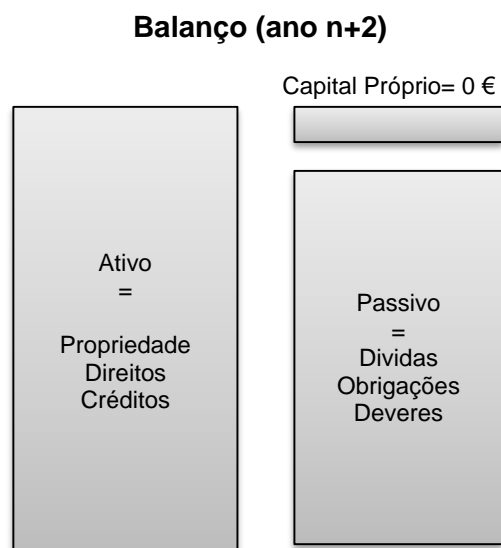 Balanço (ano n+2)
Capital Próprio= 0 €
Ativo
=
Propriedade
Direitos
Créditos
Passivo
=
Dividas
Obrigações
Deveres